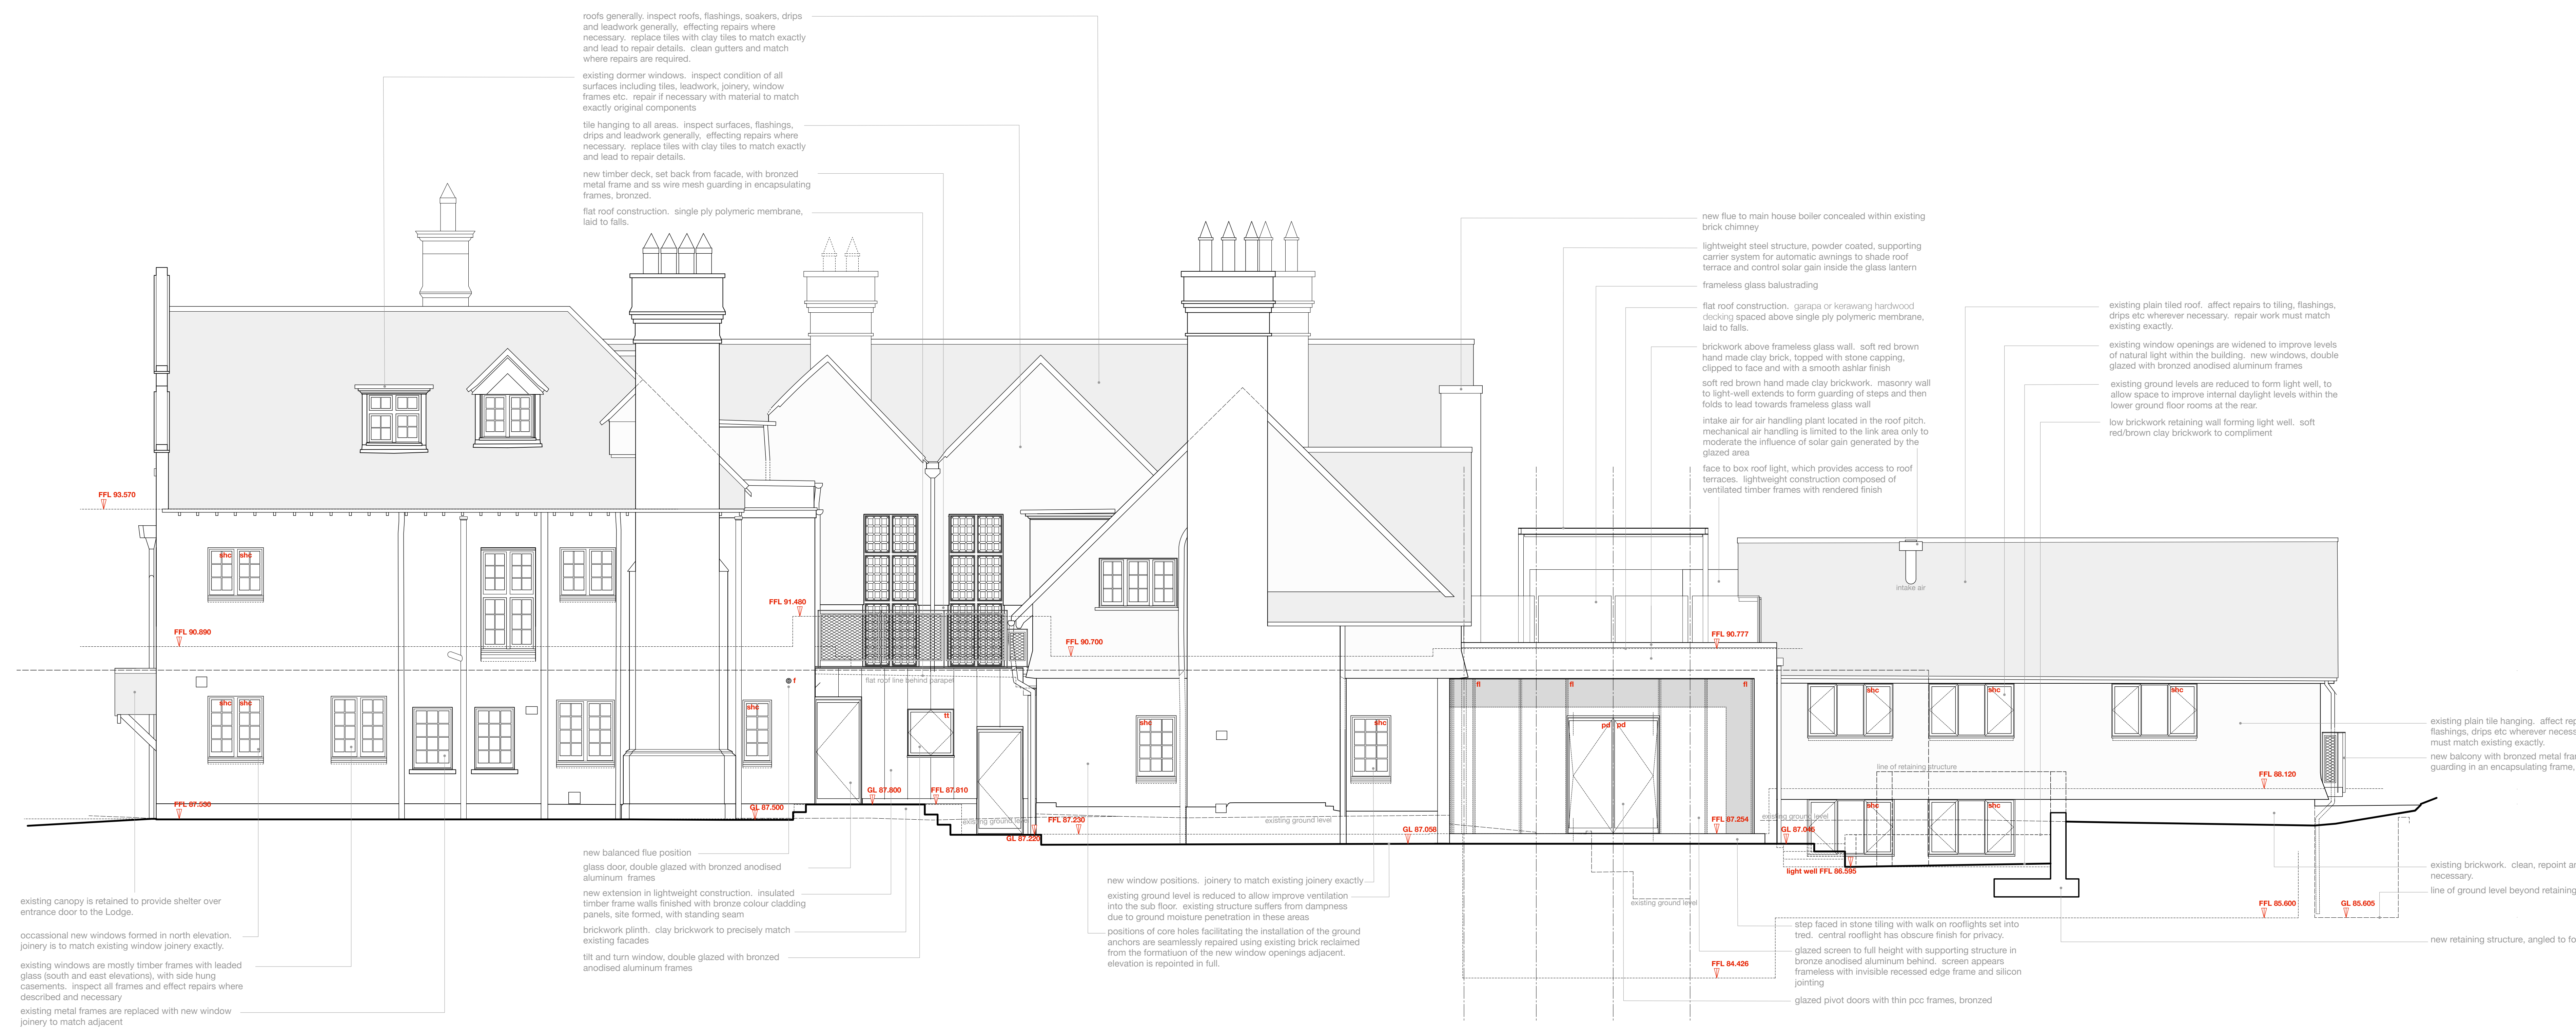 roofs generally. inspect roofs, flashings, soakers, drips
and leadwork generally, effecting repairs where
necessary. replace tiles with clay tiles to match exactly
and lead to repair details. clean gutters and match
where repairs are required.
existing dormer windows. inspect condition of all
surfaces including tiles, leadwork, joinery, window
frames etc. repair if necessary with material to match
exactly original components
tile hanging to all areas. inspect surfaces, flashings,
drips and leadwork generally, effecting repairs where
necessary. replace tiles with clay tiles to match exactly
and lead to repair details.
new timber deck, set back from facade, with bronzed
metal frame and ss wire mesh guarding in encapsulating
frames, bronzed.
flat roof construction. single ply polymeric membrane,
laid to falls.
new flue to main house boiler concealed within existing
brick chimney
lightweight steel structure, powder coated, supporting
carrier system for automatic awnings to shade roof
terrace and control solar gain inside the glass lantern
frameless glass balustrading
flat roof construction. garapa or kerawang hardwood
decking spaced above single ply polymeric membrane,
laid to falls.
brickwork above frameless glass wall. soft red brown
hand made clay brick, topped with stone capping,
clipped to face and with a smooth ashlar finish
soft red brown hand made clay brickwork. masonry wall
to light-well extends to form guarding of steps and then
folds to lead towards frameless glass wall
intake air for air handling plant located in the roof pitch.
mechanical air handling is limited to the link area only to
moderate the influence of solar gain generated by the
glazed area
face to box roof light, which provides access to roof
terraces. lightweight construction composed of
ventilated timber frames with rendered finish
existing plain tiled roof. affect repairs to tiling, flashings,
drips etc wherever necessary. repair work must match
existing exactly.
existing window openings are widened to improve levels
of natural light within the building. new windows, double
glazed with bronzed anodised aluminum frames
existing ground levels are reduced to form light well, to
allow space to improve internal daylight levels within the
lower ground floor rooms at the rear.
low brickwork retaining wall forming light well. soft
red/brown clay brickwork to compliment
FFL 93.570
shc shc
intake air
FFL 91.480
FFL 90.890
FFL 90.700
FFL 90.777
f
flat roof line behind parapet
fl fl fl
shc shc
shc
tt
shc
shc
pd pd
shc
shc
shc
existing plain tile hanging. affect rep
flashings, drips etc wherever necess
must match existing exactly.
new balcony with bronzed metal fra
guarding in an encapsulating frame,
line of retaining structure
FFL 88.120
FFL 87.530
GL 87.500
GL 87.800
FFL 87.810
shc
shc
existing ground level
FFL 87.230
existing ground level
GL 87.220
GL 87.058
FFL 87.254
existing ground level
GL 87.046
light well FFL 86.595
existing ground level
FFL 85.600
GL 85.605
FFL 84.426
existing brickwork. clean, repoint a
necessary.
line of ground level beyond retaining
new retaining structure, angled to fo
existing canopy is retained to provide shelter over
entrance door to the Lodge.
occassional new windows formed in north elevation.
joinery is to match existing window joinery exactly.
existing windows are mostly timber frames with leaded
glass (south and east elevations), with side hung
casements. inspect all frames and effect repairs where
described and necessary
existing metal frames are replaced with new window
joinery to match adjacent
new balanced flue position
glass door, double glazed with bronzed anodised
aluminum frames
new extension in lightweight construction. insulated
timber frame walls finished with bronze colour cladding
panels, site formed, with standing seam
brickwork plinth. clay brickwork to precisely match
existing facades
tilt and turn window, double glazed with bronzed
anodised aluminum frames
new window positions. joinery to match existing joinery exactly
existing ground level is reduced to allow improve ventilation
into the sub floor. existing structure suffers from dampness
due to ground moisture penetration in these areas
positions of core holes facilitating the installation of the ground
anchors are seamlessly repaired using existing brick reclaimed
from the formatiuon of the new window openings adjacent.
elevation is repointed in full.
step faced in stone tiling with walk on rooflights set into
tred. central rooflight has obscure finish for privacy.
glazed screen to full height with supporting structure in
bronze anodised aluminum behind. screen appears
frameless with invisible recessed edge frame and silicon
jointing
glazed pivot doors with thin pcc frames, bronzed